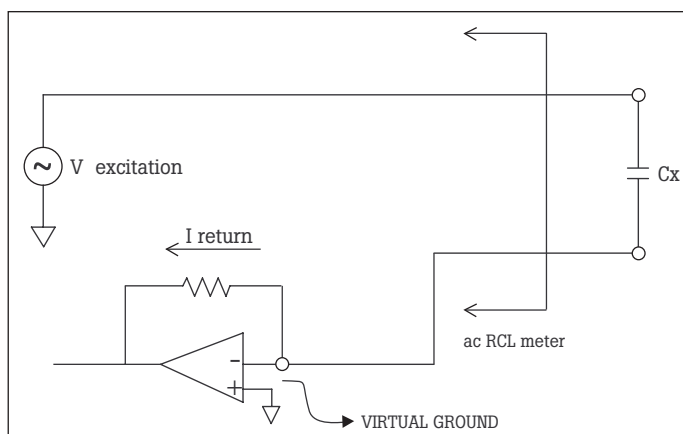 V excitation
Cx
I return
-
+
ac RCL meter
VIRTUAL GROUND